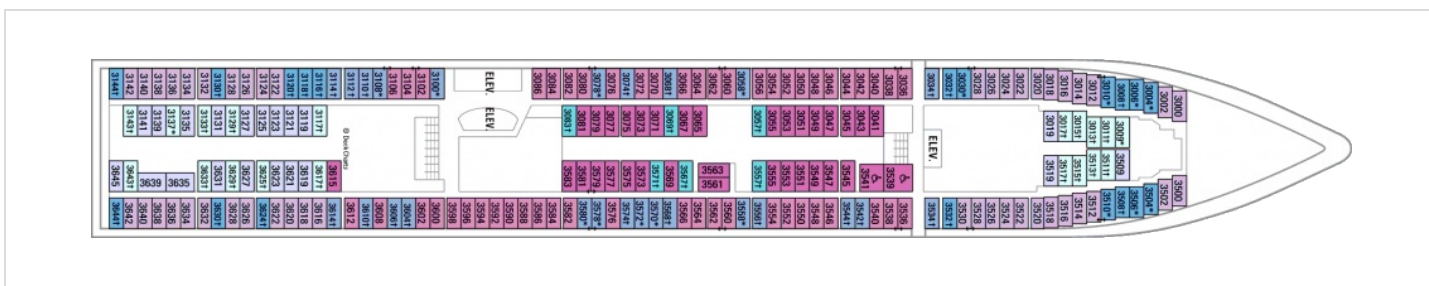 3144† 3142 3140 3138 3136 3134 3132 3130† 3128 3126 3124 3122 3120† 3118† 3116† 3114† 3112† 3110† 3108* 3106 3104 3102 3100* ELEV. 3086 3084 3082 3080 3078* 3076 3074† 3072 3070 3068† 3066 3064 3062 3060 3058* 3056 3054 3052 3050 3048 3046 3044 3042 3040 3038 3036 3034† 3032† 3030* 3028 3026 3024 3022 3020 3018 3016 3014 3012 3010* 3008† 3006* 3004* 3002 3000
3143† 3141 3139 3137* 3135 3133† 3131 3129† 3127 3125 3123 3121 3119 3117† ELEV. 3083† 3081 3079 3077 3075 3073 3071 3069† 3067 3065 3057† 3055 3053 3051 3049 3047 3045 3043 3041 3019 3017† 3015† 3013† 3011† 3009*
© Deck Chartz
ELEV.
3645 3643† 3639 3635 3633† 3631 3629† 3627 3625† 3623 3621 3619 3617† 3615 3583 3581 3579* 3577 3575 3573 3571† 3569 3567† 3563 3561 3557† 3555 3553 3551 3549 3547 3545 3541 3539 3519 3517† 3515† 3513† 3511† 3509
3644† 3642 3640 3638 3636 3634 3632 3630† 3628 3626 3624† 3622 3620 3618 3616 3614† 3612 3610† 3608 3606† 3604† 3602 3600 3598 3596 3594 3592 3590 3588 3586 3584 3582 3580* 3578* 3576 3574† 3572* 3570* 3568† 3566 3564 3562 3560 3558* 3556† 3554 3552 3550 3548 3546 3544† 3542† 3540 3538 3536 3534† 3532† 3530 3528 3526 3524 3522 3520 3518 3516 3514 3512 3510* 3508† 3506* 3504* 3502 3500